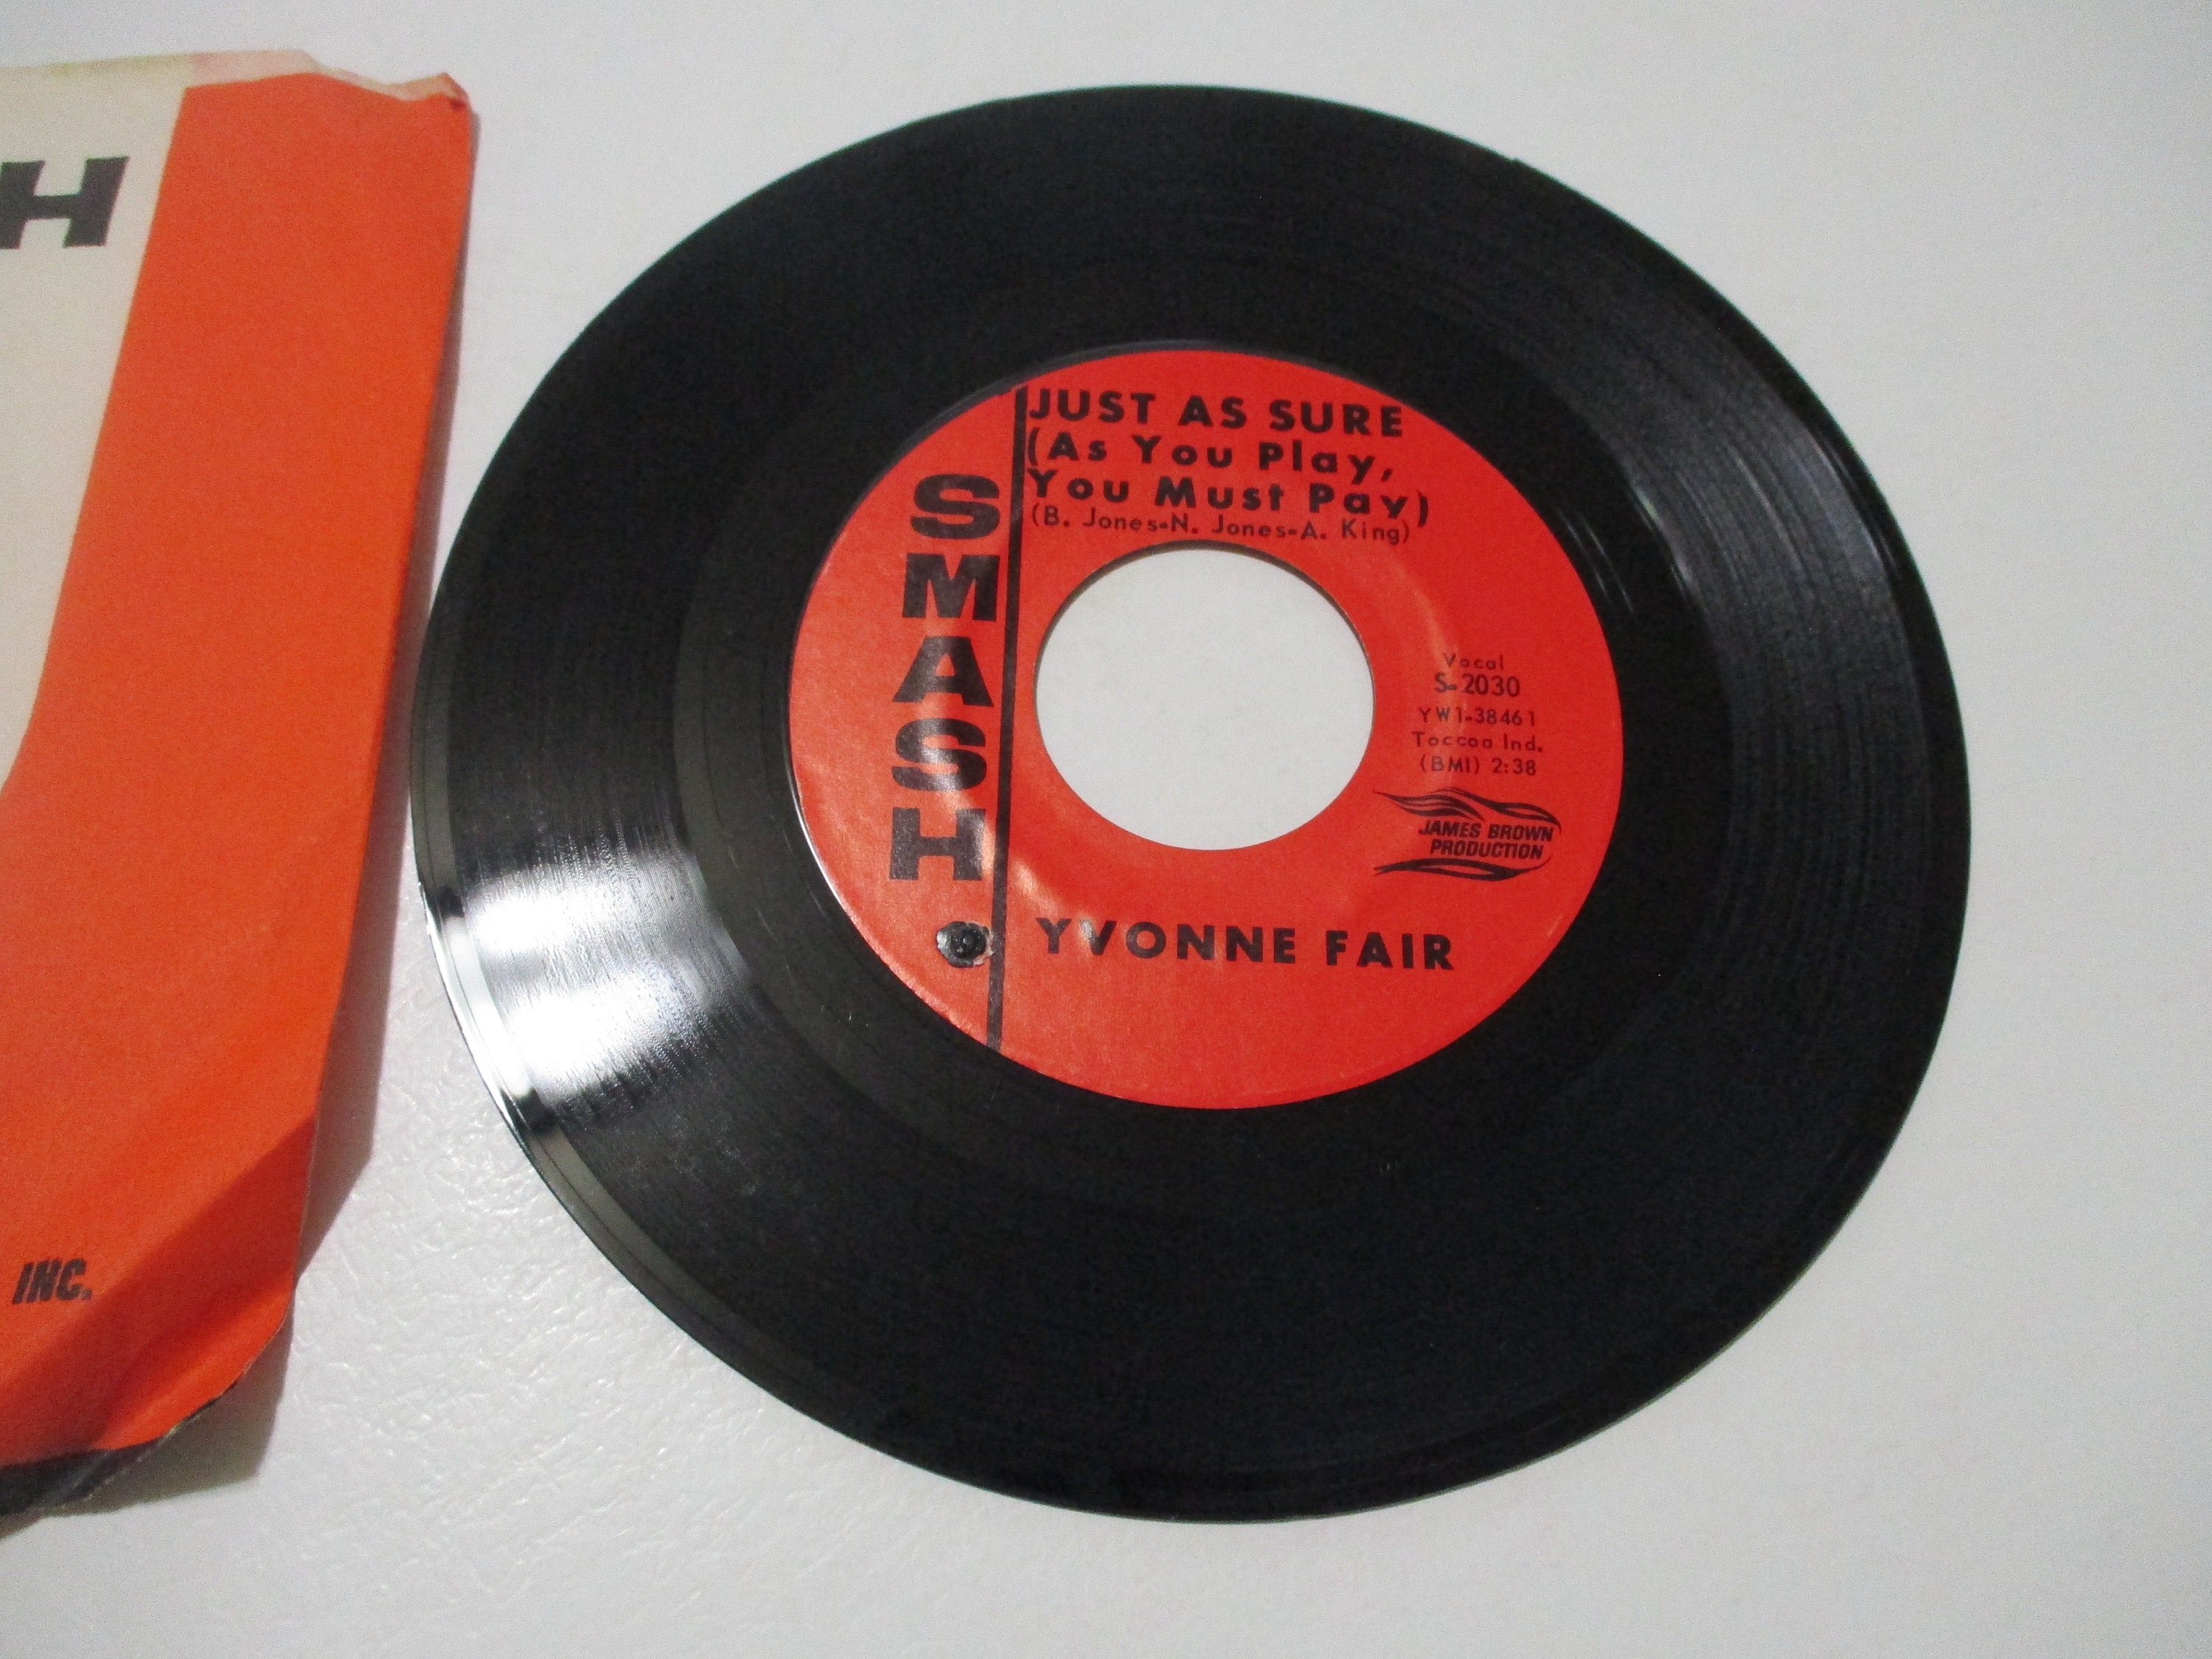 H
INC.
SMASH
JUST AS SURE
(As You Play,
You Must Pay)
(B. Jones-N. Jones-A. King)
Vocal
S-2030
YW1-38461
Toccoa Ind.
(BMI) 2:38
JAMES BROWN
PRODUCTION
YVONNE FAIR